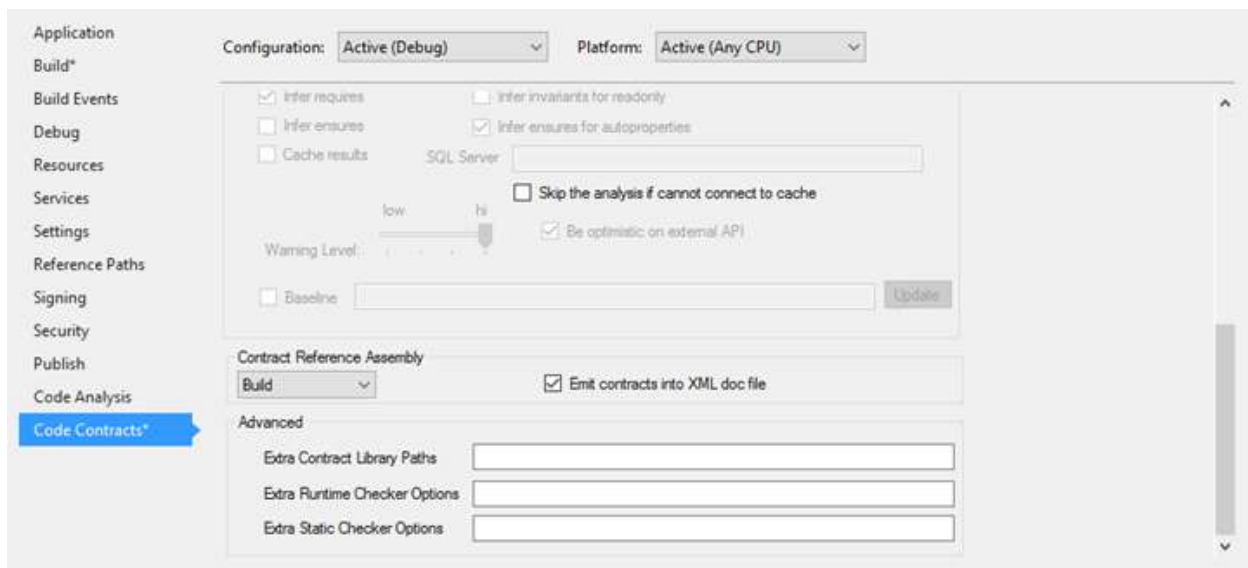 Application
Build*
Build Events
Debug
Resources
Services
Settings
Reference Paths
Signing
Security
Publish
Code Analysis
Code Contracts*
Configuration: Active (Debug) Platform: Active (Any CPU)
Infer requires Infer invariants for readonly
Infer ensures Infer ensures for autoproperties
Cache results SQL Server
Skip the analysis if cannot connect to cache
low hi
Be optimistic on external API
Warning Level:
Baseline Update
Contract Reference Assembly
Build Emit contracts into XML doc file
Advanced
Extra Contract Library Paths
Extra Runtime Checker Options
Extra Static Checker Options